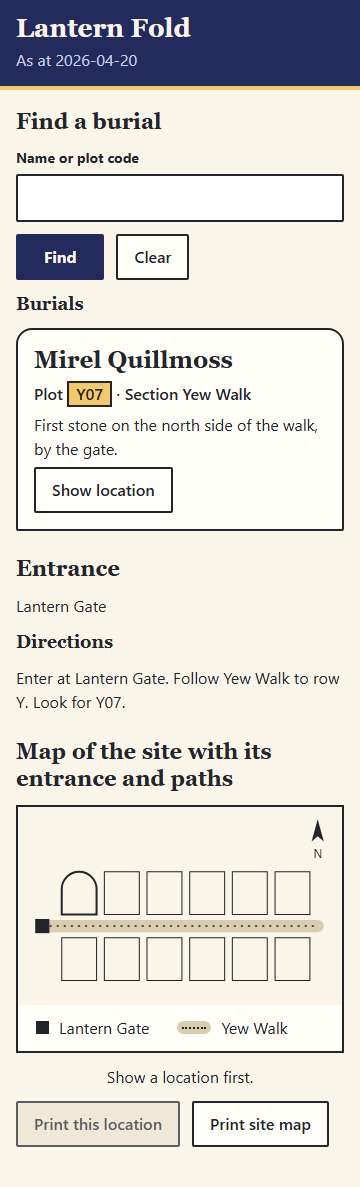 Lantern Fold
As at 2026-04-20
Find a burial
Name or plot code
Find
Clear
Burials
Mirel Quillmoss
Plot Y07 · Section Yew Walk
First stone on the north side of the walk,
by the gate.
Show location
Entrance
Lantern Gate
Directions
Enter at Lantern Gate. Follow Yew Walk to row
Y. Look for Y07.
Map of the site with its
entrance and paths
N
Lantern Gate
Yew Walk
Show a location first.
Print this location
Print site map